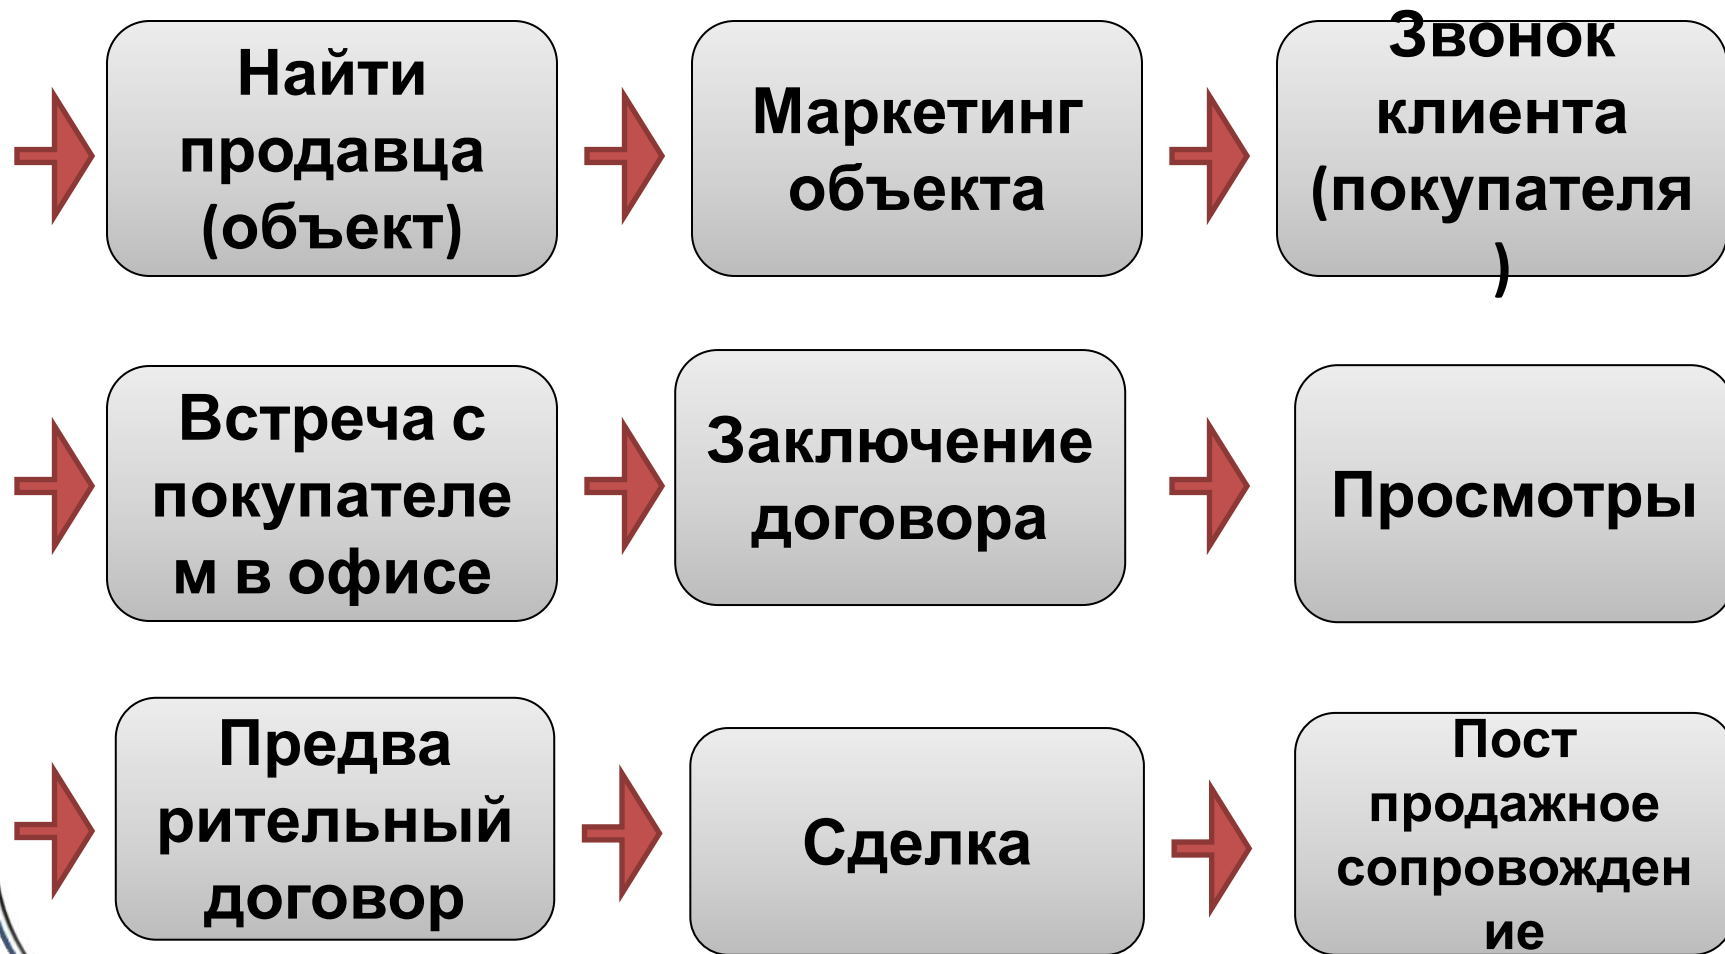 Найти
продавца
(объект)
Маркетинг
объекта
Звонок
клиента
(покупателя
)
Встреча с
покупателе
м в офисе
Заключение
договора
Просмотры
Предва
рительный
договор
Сделка
Пост
продажное
сопровожден
ие